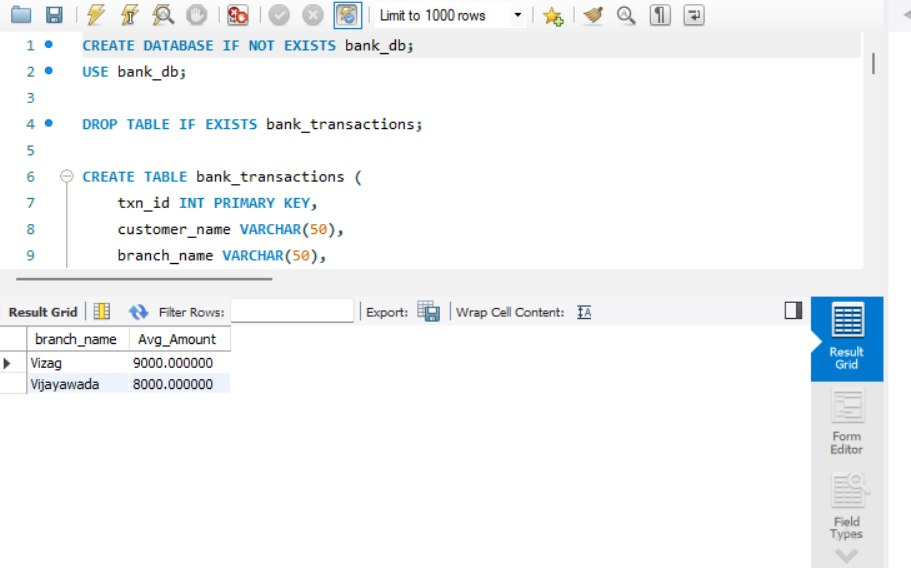 Limit to 1000 rows
1 CREATE DATABASE IF NOT EXISTS bank_db;
2 USE bank_db;
3
4 DROP TABLE IF EXISTS bank_transactions;
5
6 CREATE TABLE bank_transactions (
7 txn_id INT PRIMARY KEY,
8 customer_name VARCHAR(50),
9 branch_name VARCHAR(50),
Result Grid Filter Rows: Export: Wrap Cell Content:
branch_name Avg_Amount
Vizag 9000.000000
Vijayawada 8000.000000
Result
Grid
Form
Editor
Field
Types